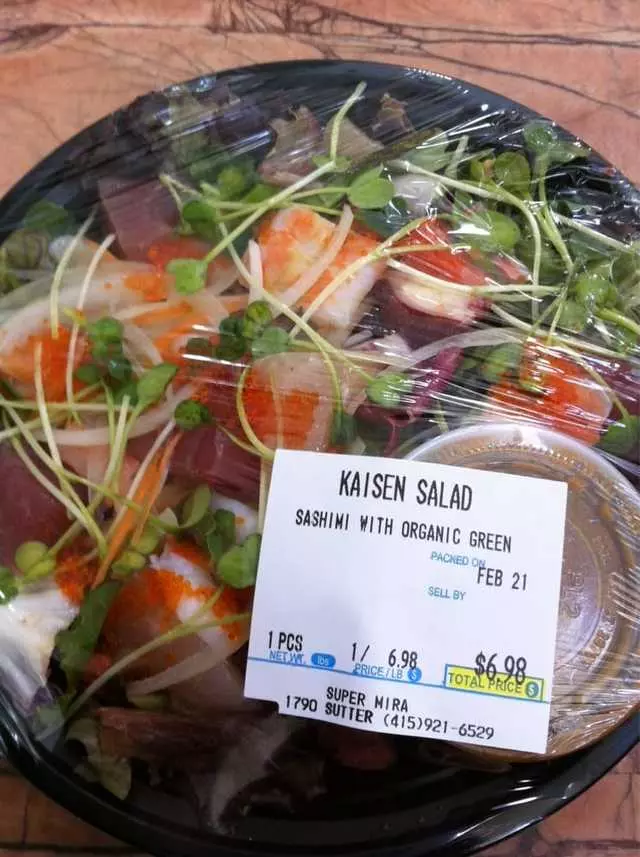 KAISEN SALAD
SASHIMI WITH ORGANIC GREEN
PACKED ON
FEB 21
SELL BY
1 PCS 1/ 6.98 $6.98
NET WT. lbs PRICE/LB $ TOTAL PRICE $
SUPER MIRA
1790 SUTTER (415)921-6529